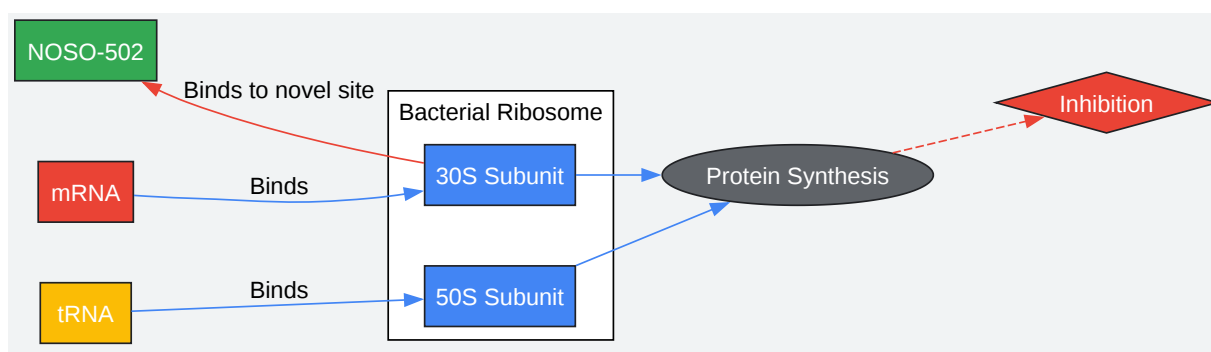 NOSO-502
Binds to novel site
Bacterial Ribosome
Inhibition
30S Subunit
Protein Synthesis
mRNA
Binds
50S Subunit
Binds
tRNA